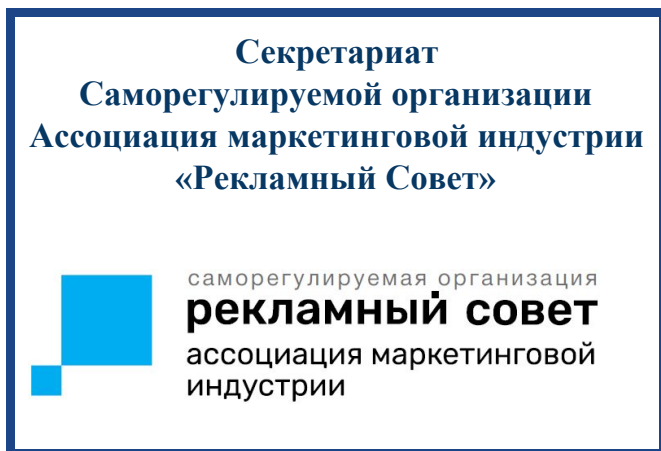 Секретариат
Саморегулируемой организации
Ассоциация маркетинговой индустрии
«Рекламный Совет»
саморегулируемая организация
рекламный совет
ассоциация маркетинговой
индустрии